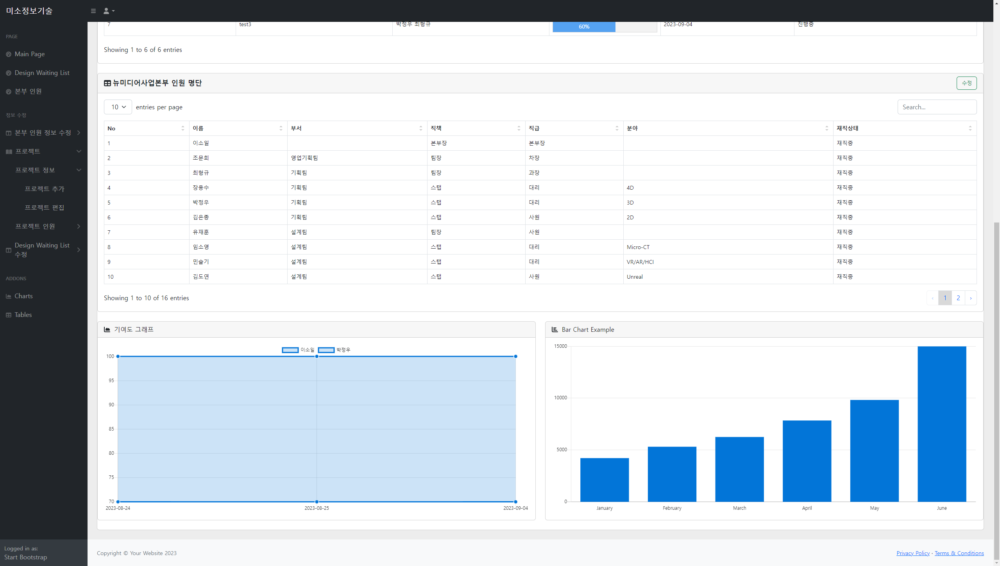 미소정보기술
PAGE
Main Page
Design Waiting List
본부 인원
정보 수정
본부 인원 정보 수정
프로젝트
프로젝트 정보
프로젝트 추가
프로젝트 편집
프로젝트 인원
Design Waiting List
수정
ADDONS
Charts
Tables
Logged in as:
Start Bootstrap
7 test3 박정우 최형규 60% 2023-09-04 진행중
Showing 1 to 6 of 6 entries
뉴미디어사업본부 인원 명단 수정
10 entries per page Search...
No 이름 부서 직책 직급 분야 재직상태
1 이소일 본부장 본부장 재직중
2 조문희 영업기획팀 팀장 차장 재직중
3 최형규 기획팀 팀장 과장 재직중
4 장용수 기획팀 스탭 대리 4D 재직중
5 박정우 기획팀 스탭 대리 3D 재직중
6 김은종 기획팀 스탭 사원 2D 재직중
7 유재훈 설계팀 팀장 사원 재직중
8 임소영 설계팀 스탭 대리 Micro-CT 재직중
9 민슬기 설계팀 스탭 대리 VR/AR/HCI 재직중
10 김도연 설계팀 스탭 사원 Unreal 재직중
Showing 1 to 10 of 16 entries ‹ 1 2 ›
기여도 그래프
이소일 박정우
100
95
90
85
80
75
70
2023-08-24 2023-08-25 2023-09-04
Bar Chart Example
15000
10000
5000
0
January February March April May June
Copyright © Your Website 2023 Privacy Policy · Terms & Conditions